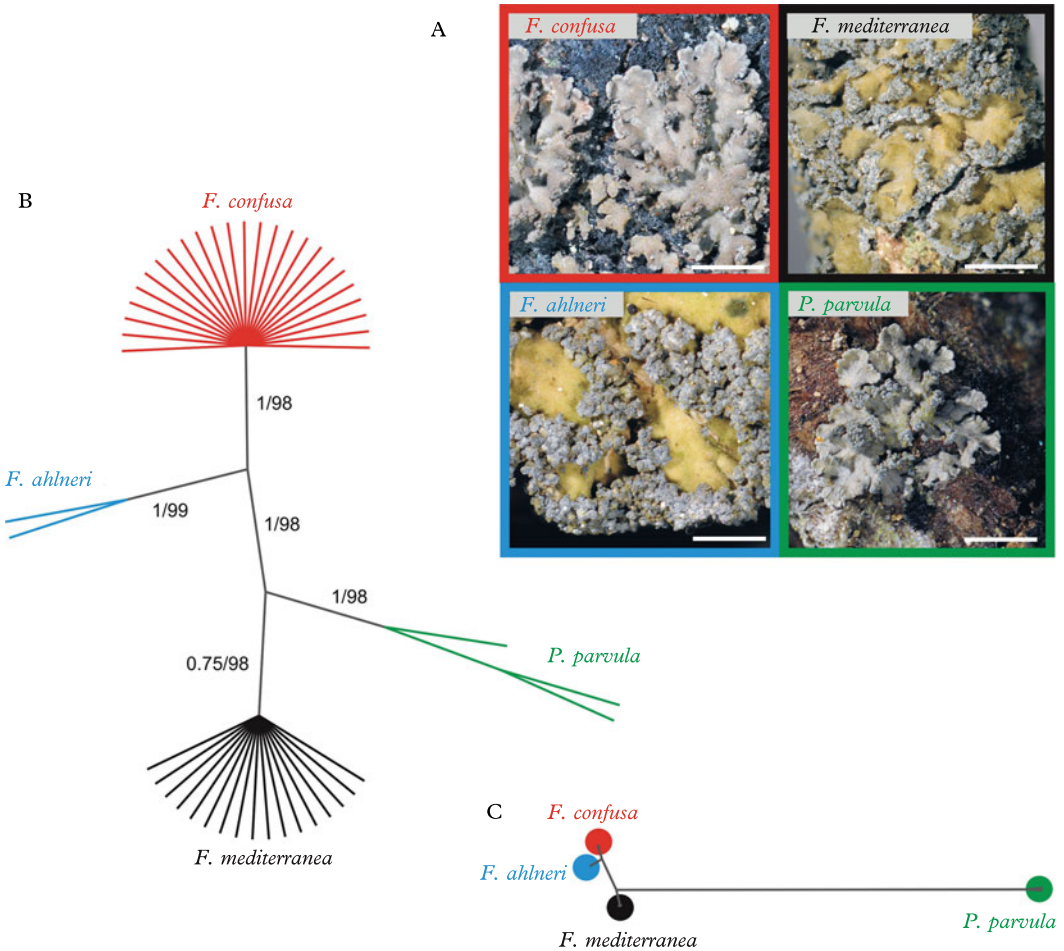 A
F. confusa
F. mediterranea
F. ahlneri
P. parvula
B
F. confusa
1/98
F. ahlneri
1/99
1/98
1/98
P. parvula
0.75/98
F. mediterranea
C
F. confusa
F. ahlneri
F. mediterranea
P. parvula